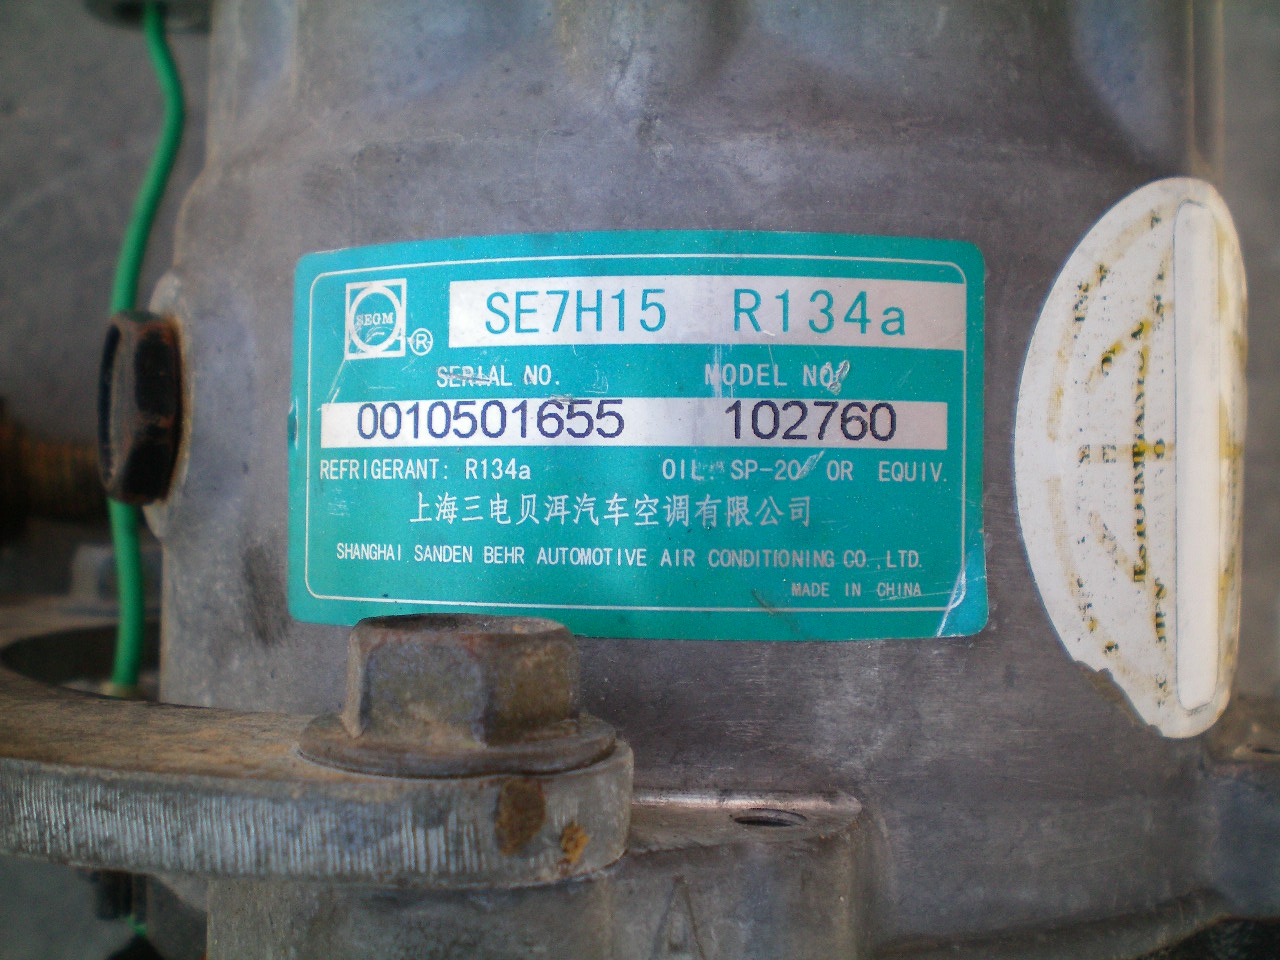 SE7H15 R134a
SEGM ®
SERIAL NO. MODEL NO.
0010501655 102760
REFRIGERANT: R134a OIL: SP-20 OR EQUIV.
上海三电贝洱汽车空调有限公司
SHANGHAI SANDEN BEHR AUTOMOTIVE AIR CONDITIONING CO.,LTD.
MADE IN CHINA